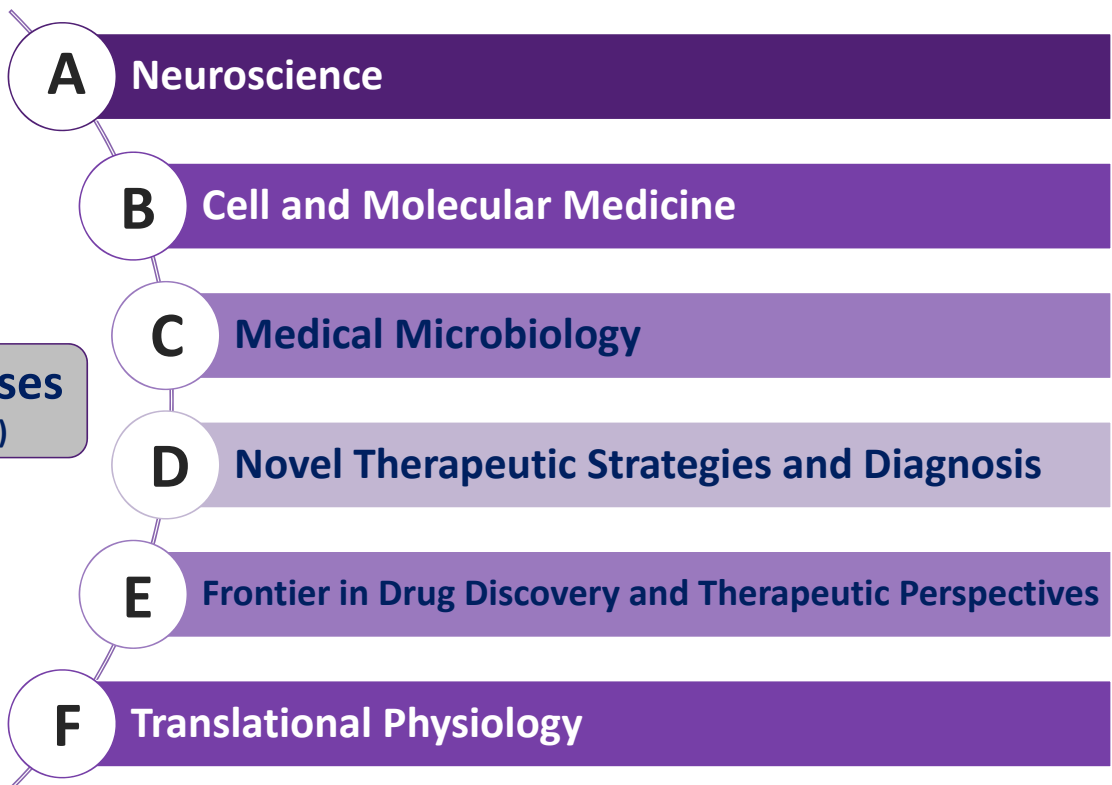 A Neuroscience
B Cell and Molecular Medicine
C Medical Microbiology
ses
)
D Novel Therapeutic Strategies and Diagnosis
E Frontier in Drug Discovery and Therapeutic Perspectives
F Translational Physiology